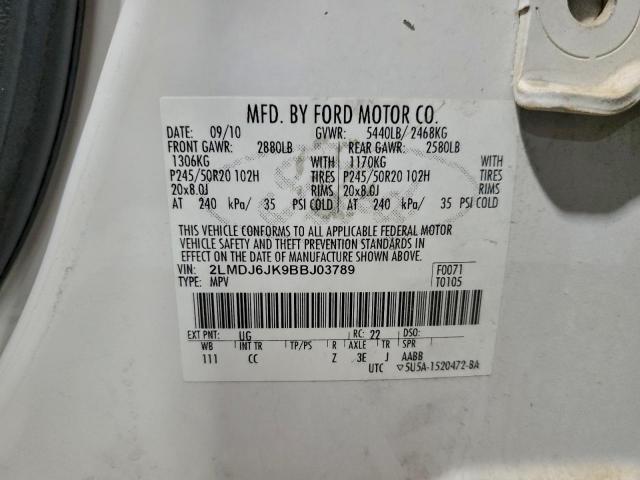 MFD. BY FORD MOTOR CO.
DATE: 09/10 GVWR: 5440LB/ 2468KG
FRONT GAWR: 2880LB REAR GAWR: 2580LB
1306KG WITH 1170KG WITH
P245/50R20 102H TIRES P245/50R20 102H TIRES
20x8.0J RIMS 20x8.0J RIMS
AT 240 kPa/ 35 PSI COLD AT 240 kPa/ 35 PSI COLD
THIS VEHICLE CONFORMS TO ALL APPLICABLE FEDERAL MOTOR
VEHICLE SAFETY AND THEFT PREVENTION STANDARDS IN
EFFECT ON THE DATE OF MANUFACTURE SHOWN ABOVE.
VIN: 2LMDJ6JK9BBJ03789 F0071
TYPE: MPV T0105
EXT PNT: UG RC: 22 DSO:
WB INT TR TP/PS R AXLE TR SPR
111 CC Z 3E J AABB
UTC ▽5U5A-1520472-BA